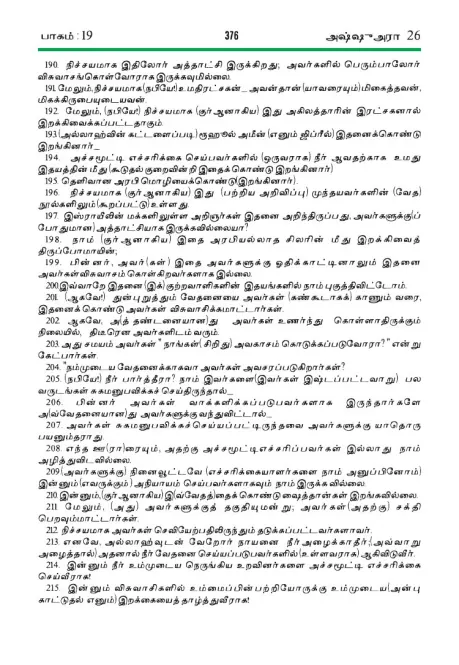 பாகம் : 19 376 அஷ்ஷுஅரா 26
190. நிச்சயமாக இதிலோர் அத்தாட்சி இருக்கிறது; அவர்களில் பெரும்பாலோர்
விசுவாசங்கொள்வோராக இருக்கவுமில்லை.
191. மேலும், நிச்சயமாக (நபியே!) உமதிரட்சகன்_ அவன்தான் (யாவரையும்) மிகைத்தவன்,
மிகக்கிருபையுடையவன்.
192. மேலும், (நபியே!) நிச்சயமாக (குர்ஆனாகிய) இது அகிலத்தாரின் இரட்சகனால்
இறக்கிவைக்கப்பட்டதாகும்.
193.(அல்லாஹ்வின் கட்டளைப்படி) ரூஹுல் அமீன் (எனும் ஜிப்ரீல்) இதனைக்கொண்டு
இறங்கினார்_
194. அச்சமூட்டி எச்சரிக்கை செய்பவர்களில் (ஒருவராக) நீர் ஆவதற்காக உமது
இதயத்தின் மீது (கூடுதல் குறைவின்றி இதைக்கொண்டு இறங்கினார்)
195. தெளிவான அரபிமொழியைக்கொண்டு(இறங்கினார்).
196. நிச்சயமாக (குர்ஆனாகிய) இது (பற்றிய அறிவிப்பு) முந்தயவர்களின் (வேத)
நூல்களிலும்(கூறப்பட்டு) உள்ளது.
197. இஸ்ராயீலின் மக்களிலுள்ள அறிஞர்கள் இதனை அறிந்திருப்பது, அவர்களுக்கு(ப்
போதுமான) அத்தாட்சியாக இருக்கவில்லையா?
198. நாம் (குர்ஆனாகிய) இதை அரபியல்லாத சிலரின் மீது இறக்கிவைத்
திருப்போமாயின்;
199. பின்னர், அவர் (கள்) இதை அவர்களுக்கு ஓதிக்காட்டினாலும் இதனை
அவர்கள்விசுவாசம் கொள்கிறவர்களாக இல்லை.
200.இவ்வாறே இதனை (இக்)குற்றவாளிகளின் இதயங்களில் நாம் புகுத்திவிட்டோம்.
201. (ஆகவே!) துன்புறுத்தும் வேதனையை அவர்கள் (கண்கூடாகக்) காணும் வரை,
இதனைக் கொண்டு அவர்கள் விசுவாசிக்கமாட்டார்கள்.
202. ஆகவே, அ(த் தண்டனையான)து அவர்கள் உணர்ந்து கொள்ளாதிருக்கும்
நிலையில், திடீரென அவர்களிடம் வரும்.
203. அது சமயம் அவர்கள் " நாங்கள் (சிறிது) அவகாசம் கொடுக்கப்படுவோரா? " என்று
கேட்பார்கள்.
204. "நம்முடைய வேதனைக்காகவா அவர்கள் அவசரப்படுகிறார்கள்?
205. (நபியே!) நீர் பார்த்தீரா? நாம் இவர்களை(இவர்கள் இஷ்டப்பட்டவாறு) பல
வருடங்கள் சுகமனுபவிக்கச் செய்திருந்தால்_
206. பின்னர் அவர்கள் வாக்களிக்கப்படுபவர்களாக இருந்தார்களே
அ(வ்வேதனையான)து அவர்களுக்கு வந்துவிட்டால்_
207. அவர்கள் சுகமனுபவிக்கச்செய்யப்பட்டிருந்தவை அவர்களுக்கு யாதொரு
பயனும்தராது.
208. எந்த ஊ(ரா)ரையும், அதற்கு அச்சமூட்டிஎச்சரிப்பவர்கள் இல்லாது நாம்
அழித்துவிடவில்லை.
209.(அவர்களுக்கு) நினைவூட்டவே (எச்சரிக்கையாளர்களை நாம் அனுப்பினோம்)
இன்னும்(எவருக்கும்) அநியாயம் செய்பவர்களாகவும் நாம் இருக்கவில்லை.
210. இன்னும்,(குர்ஆனாகிய)இ(வ்வேதத்)தைக் கொண்டு ஷைத்தான்கள் இறங்கவில்லை.
211. மேலும், (அது) அவர்களுக்குத் தகுதியுமன்று; அவர்கள்(அதற்கு) சக்தி
பெறவும்மாட்டார்கள்.
212. நிச்சயமாக அவர்கள் செவியேற்பதிலிருந்தும் தடுக்கப்பட்டவர்களாவர்.
213. எனவே, அல்லாஹ்வுடன் வேறோர் நாயனை நீர்அழைக்காதீர்;(அவ்வாறு
அழைத்தால்) அதனால் நீர் வேதனை செய்யப்படுபவர்களில் (உள்ளவராக) ஆகிவிடுவீர்.
214. இன்னும் நீர் உம்முடைய நெருங்கிய உறவினர்களை அச்சமூட்டி எச்சரிக்கை
செய்வீராக!
215. இன்னும் விசுவாசிகளில் உம்மைப்பின்பற்றியோருக்கு உம்முடைய(அன்பு
காட்டுதல் எனும்) இறக்கையைத் தாழ்த்துவீராக!